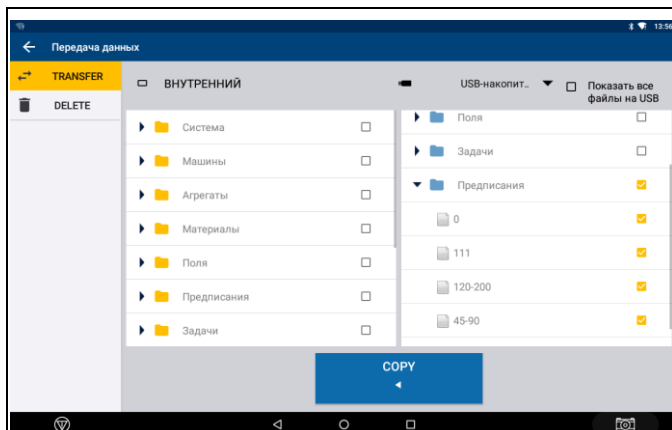 13:56
Передача данных
TRANSFER
DELETE
ВНУТРЕННИЙ
USB-накопит..
Показать все
файлы на USB
Система
Машины
Агрегаты
Материалы
Поля
Предписания
Задачи
Поля
Задачи
Предписания
0
111
120-200
45-90
COPY